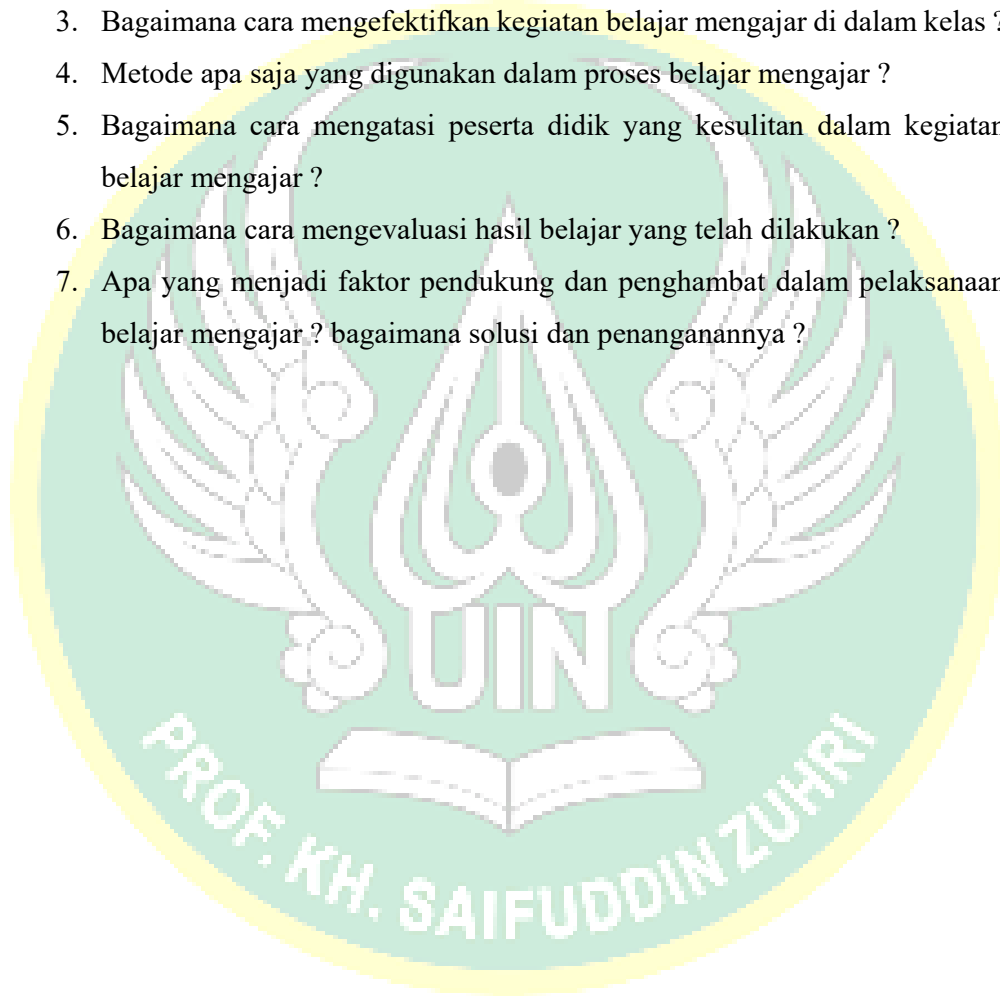 3. Bagaimana cara mengefektifkan kegiatan belajar mengajar di dalam kelas ?
4. Metode apa saja yang digunakan dalam proses belajar mengajar ?
5. Bagaimana cara mengatasi peserta didik yang kesulitan dalam kegiatan
belajar mengajar ?
6. Bagaimana cara mengevaluasi hasil belajar yang telah dilakukan ?
7. Apa yang menjadi faktor pendukung dan penghambat dalam pelaksanaan
belajar mengajar ? bagaimana solusi dan penanganannya ?
UIN
PROF. KH. SAIFUDDIN ZUHRI